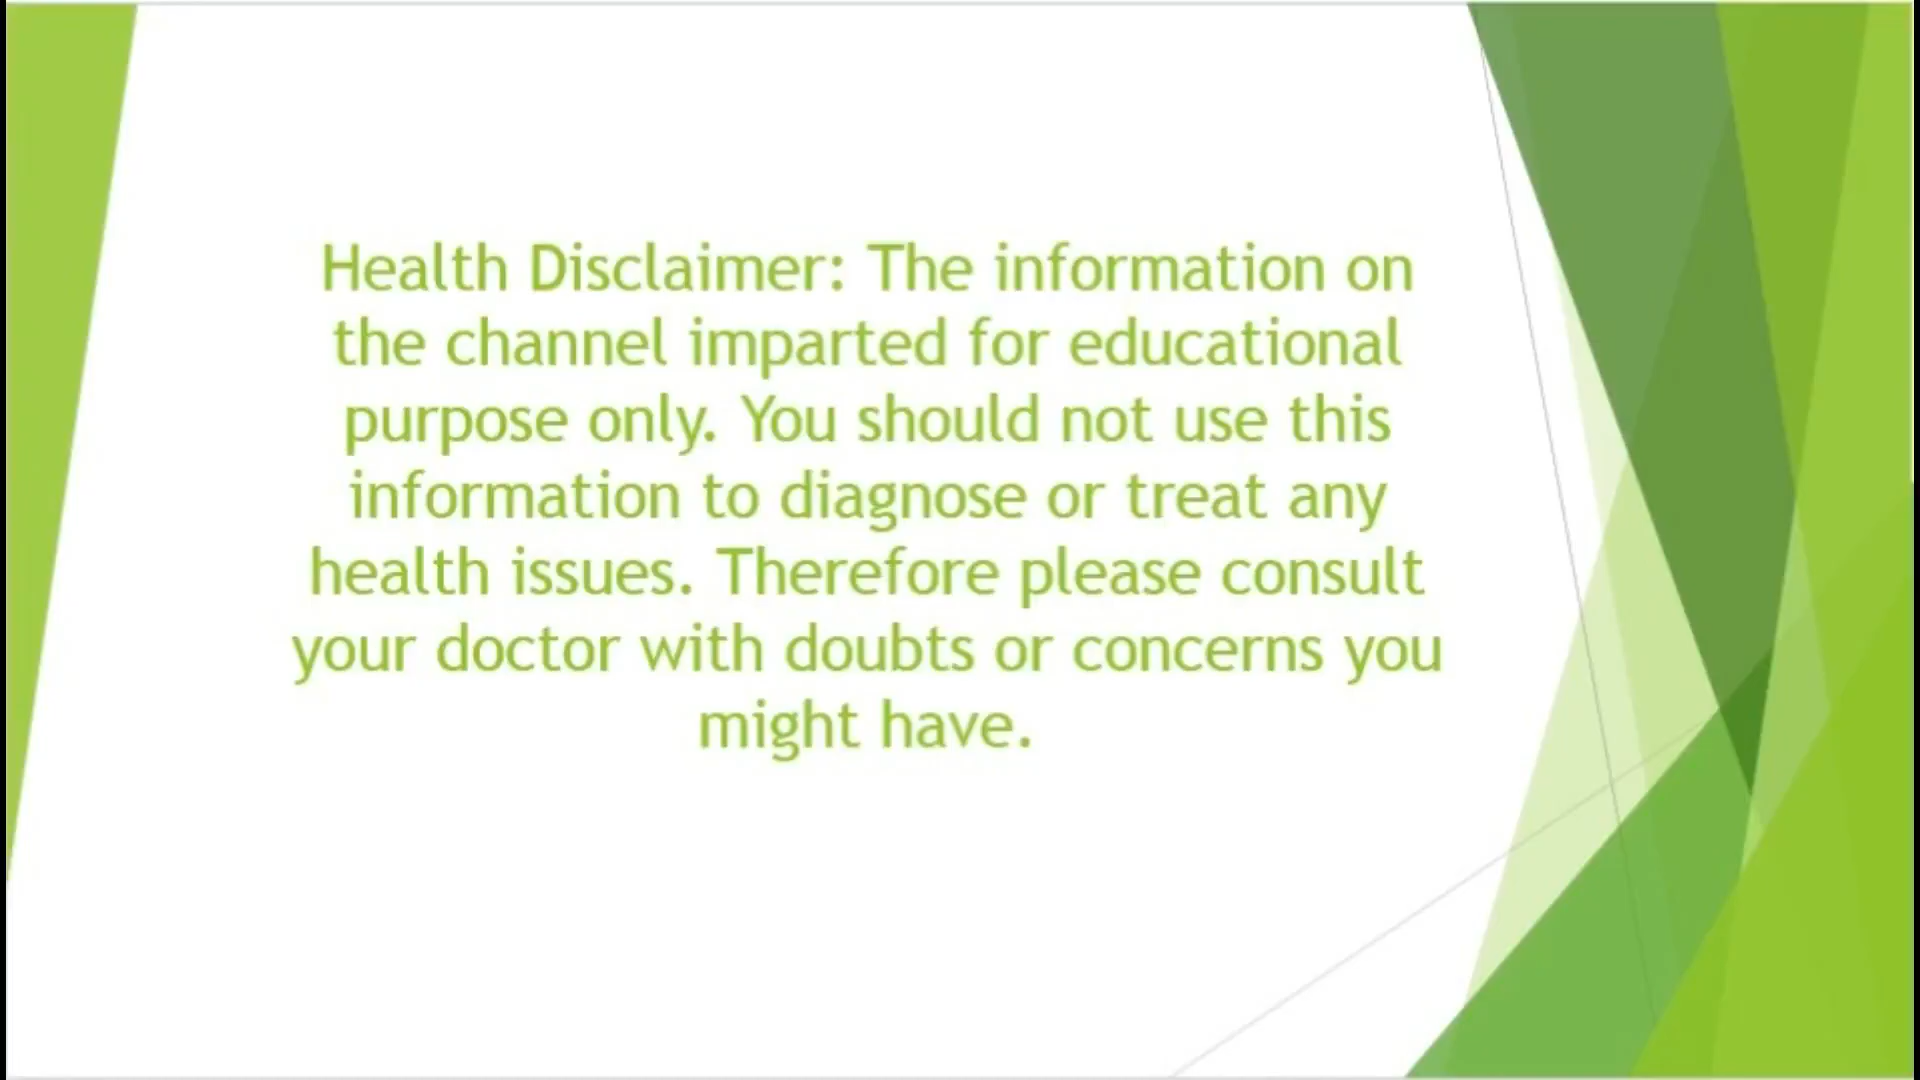 Health Disclaimer: The information on
the channel imparted for educational
purpose only. You should not use this
information to diagnose or treat any
health issues. Therefore please consult
your doctor with doubts or concerns you
might have.